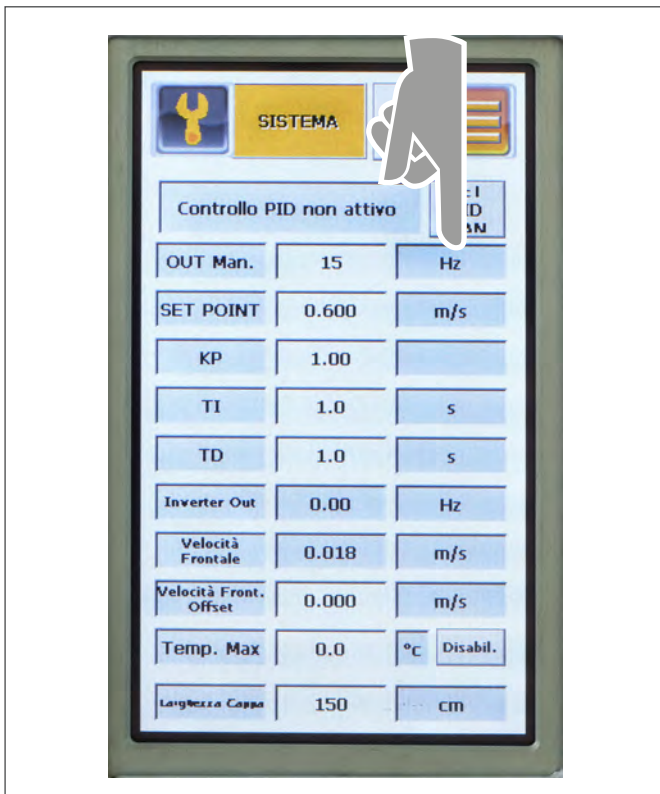 SISTEMA
Controllo PID non attivo
OUT Man. 15 Hz
SET POINT 0.600 m/s
KP 1.00
TI 1.0 s
TD 1.0 s
Inverter Out 0.00 Hz
Velocità
Frontale 0.018 m/s
Velocità Front.
Offset 0.000 m/s
Temp. Max 0.0 °C Disabil.
Larghezza Cappa 150 cm